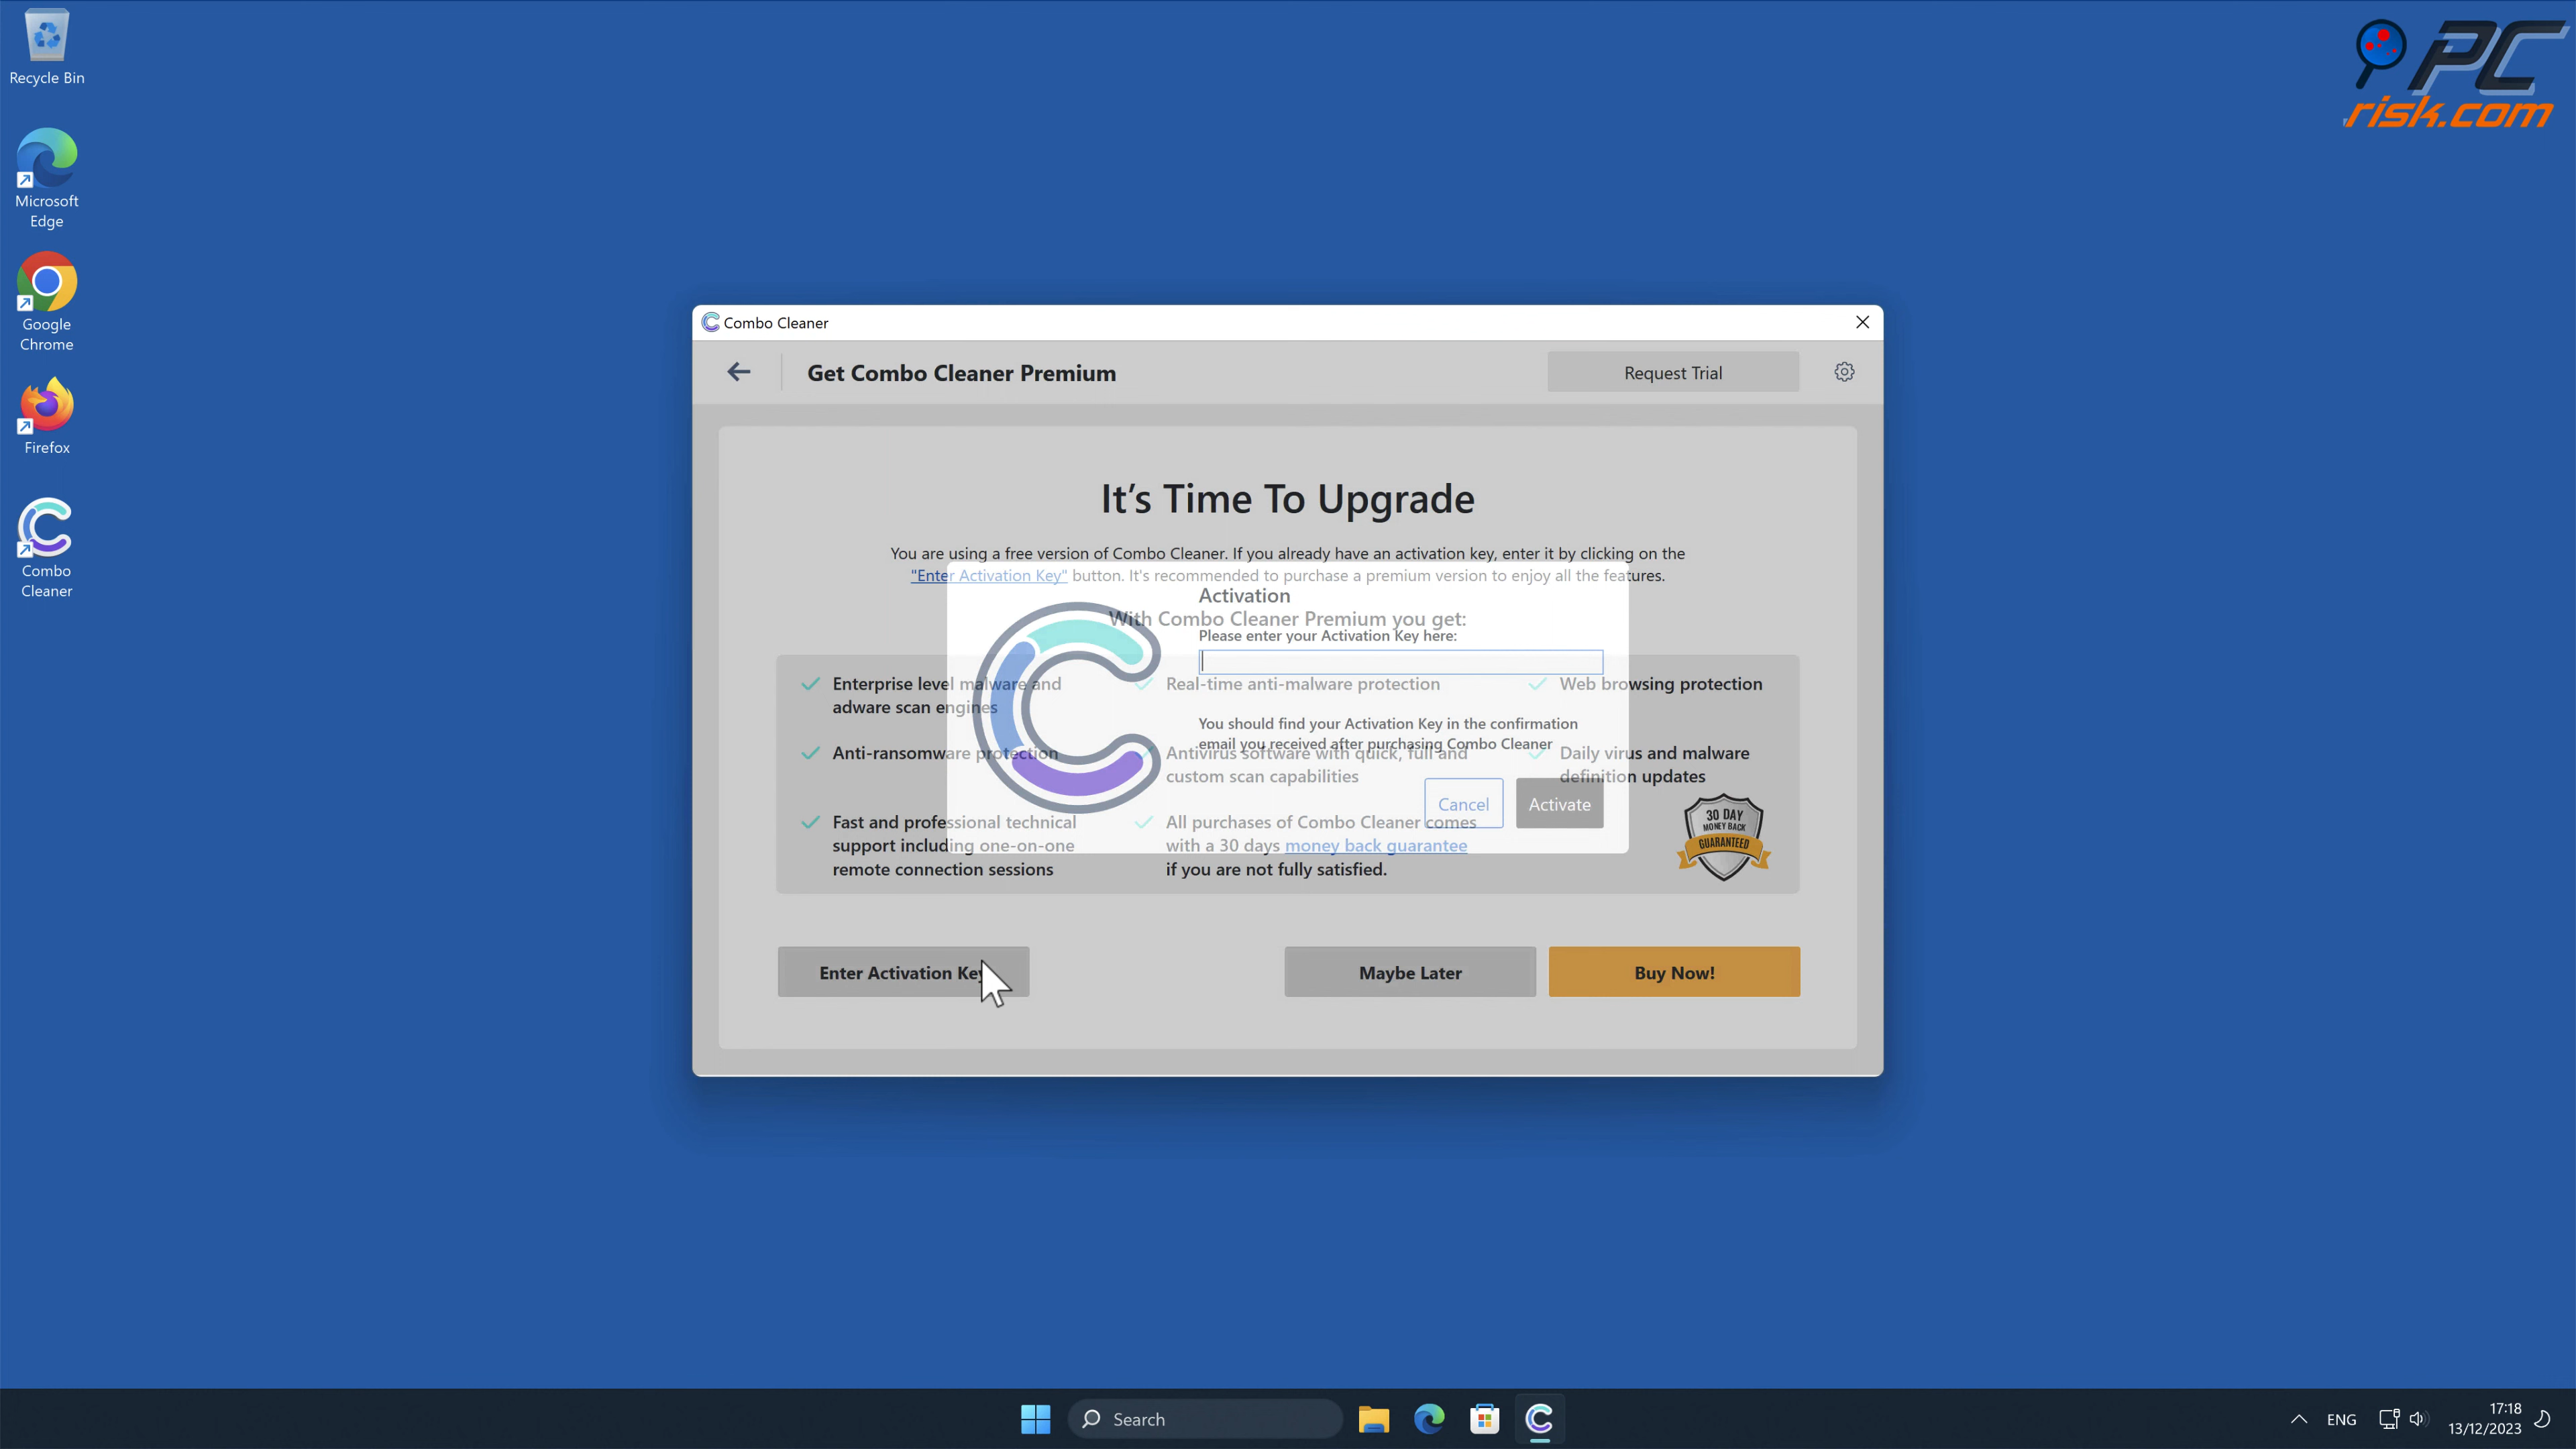 Recycle Bin
Microsoft
Edge
Google
Chrome
Firefox
Combo
Cleaner
PC
risk.com
Combo Cleaner
Get Combo Cleaner Premium
Request Trial
It's Time To Upgrade
You are using a free version of Combo Cleaner. If you already have an activation key, enter it by clicking on the
"Enter Activation Key" button. It's recommended to purchase a premium version to enjoy all the features.
With Combo Cleaner Premium you get:
Enterprise level malware and
adware scan engines
Real-time anti-malware protection
Web browsing protection
Anti-ransomware protection
Antivirus software with quick, full and
custom scan capabilities
Daily virus and malware
definition updates
Fast and professional technical
support including one-on-one
remote connection sessions
All purchases of Combo Cleaner comes
with a 30 days money back guarantee
if you are not fully satisfied.
30 DAY
MONEY BACK
GUARANTEED
Activation
Please enter your Activation Key here:
You should find your Activation Key in the confirmation
email you received after purchasing Combo Cleaner
Cancel
Activate
Enter Activation Key
Maybe Later
Buy Now!
Search
ENG
17:18
13/12/2023